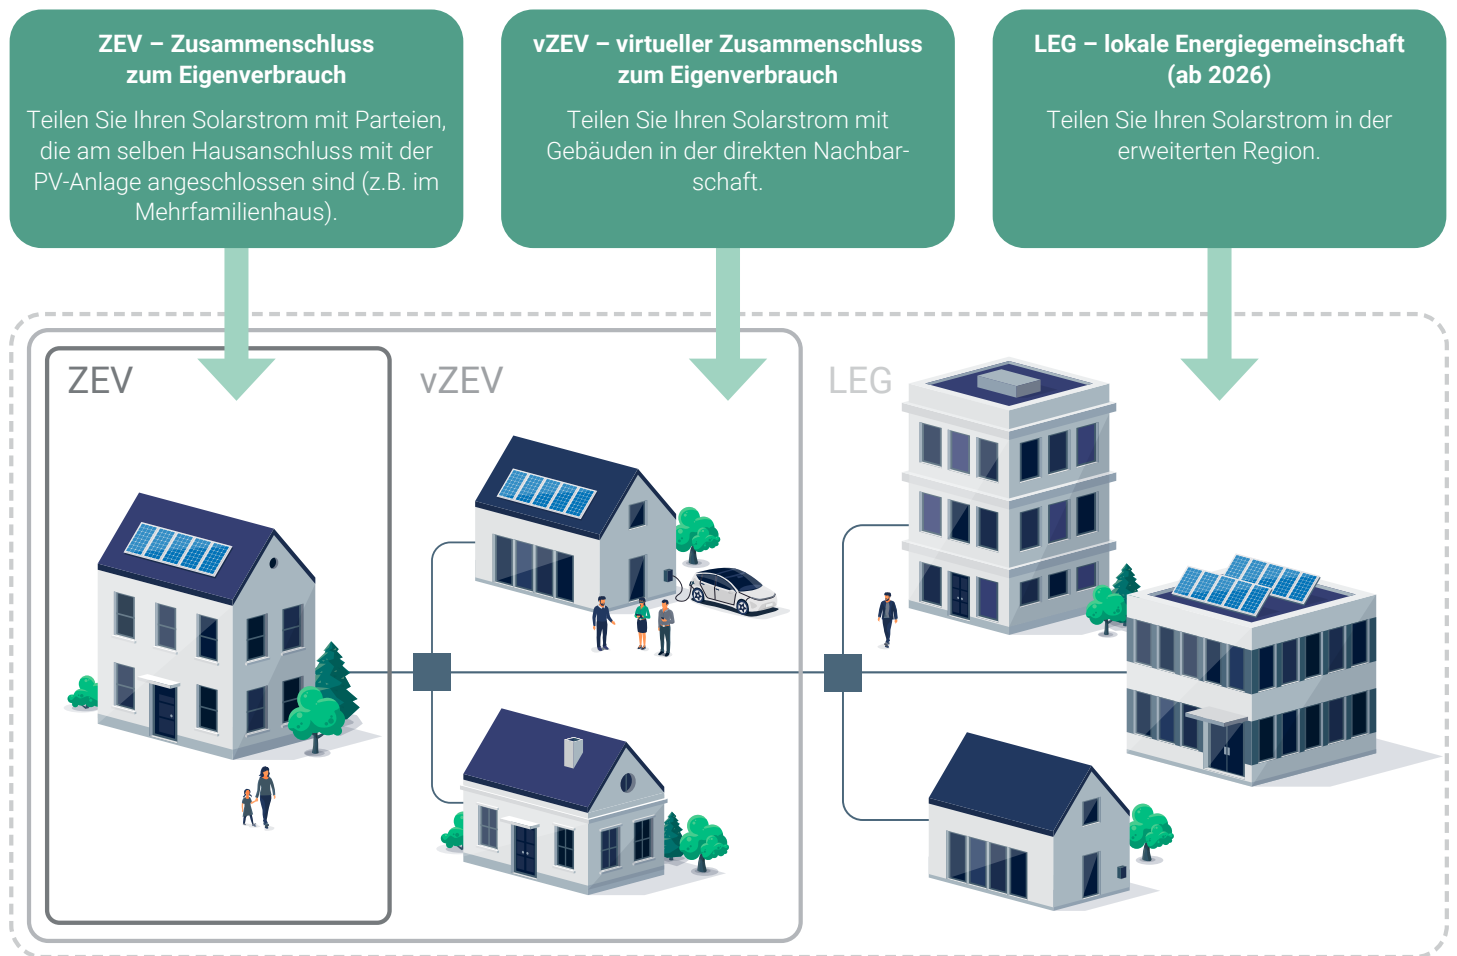 ZEV – Zusammenschluss
zum Eigenverbrauch
Teilen Sie Ihren Solarstrom mit Parteien,
die am selben Hausanschluss mit der
PV-Anlage angeschlossen sind (z.B. im
Mehrfamilienhaus).
vZEV – virtueller Zusammenschluss
zum Eigenverbrauch
Teilen Sie Ihren Solarstrom mit
Gebäuden in der direkten Nachbar-
schaft.
LEG – lokale Energiegemeinschaft
(ab 2026)
Teilen Sie Ihren Solarstrom in der
erweiterten Region.
ZEV
vZEV
LEG